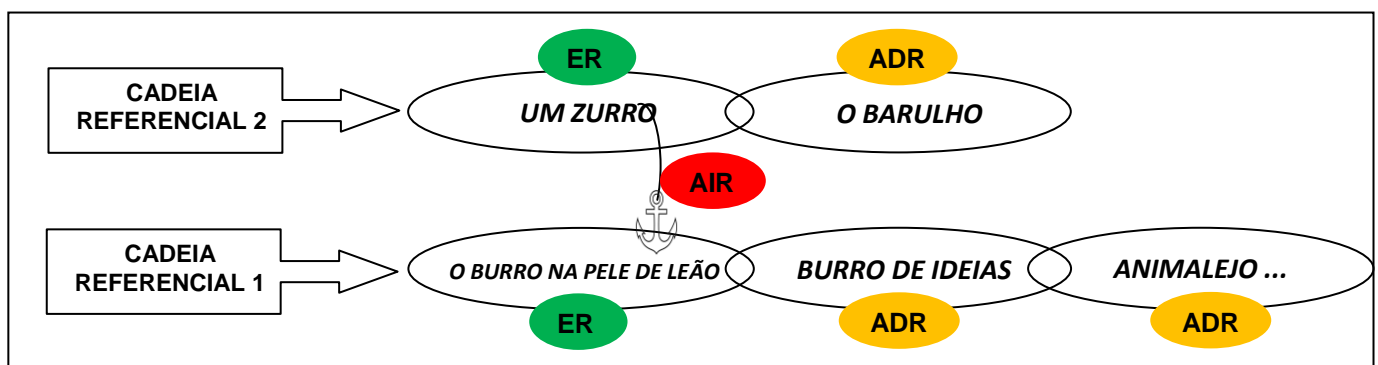 ER
ADR
CADEIA
REFERENCIAL 2
UM ZURRO
O BARULHO
AIR
CADEIA
REFERENCIAL 1
O BURRO NA PELE DE LEÃO
BURRO DE IDEIAS
ANIMALEJO ...
ER
ADR
ADR